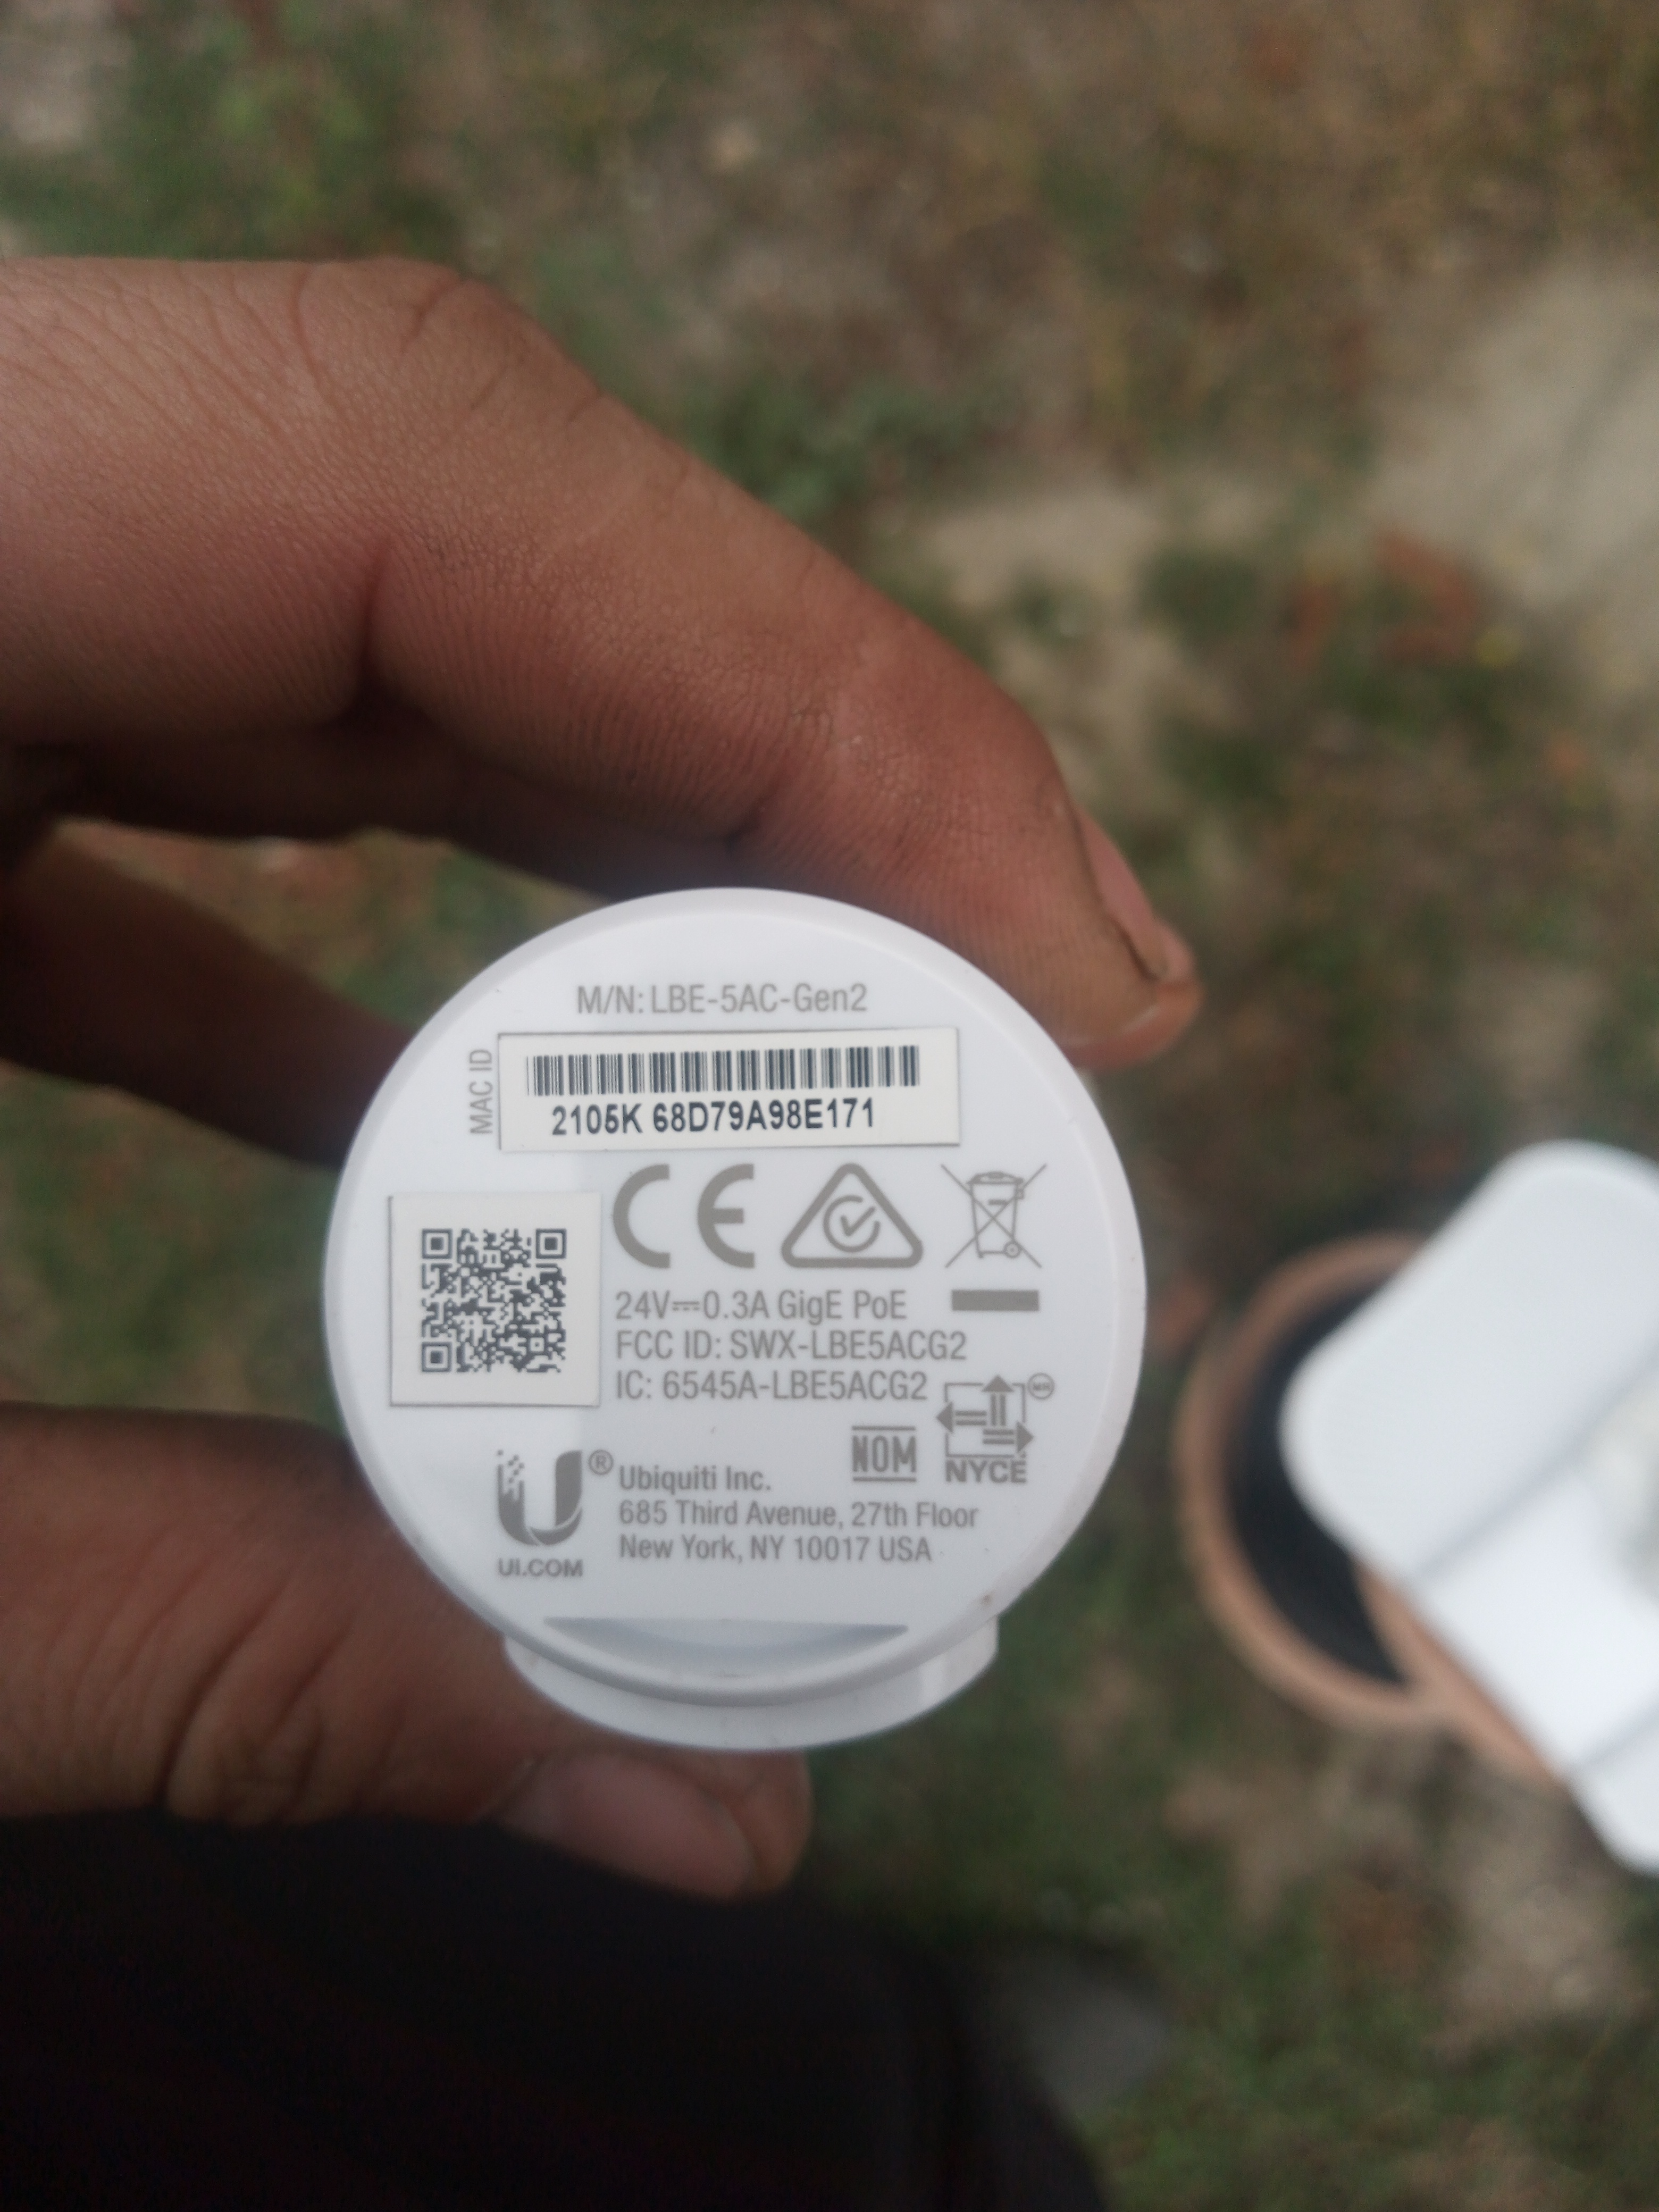 M/N: LBE-5AC-Gen2
MAC ID
2105K 68D79A98E171
CE
24V⎓0.3A GigE PoE
FCC ID: SWX-LBE5ACG2
IC: 6545A-LBE5ACG2
NOM
NYCE
U®
UI.COM
Ubiquiti Inc.
685 Third Avenue, 27th Floor
New York, NY 10017 USA